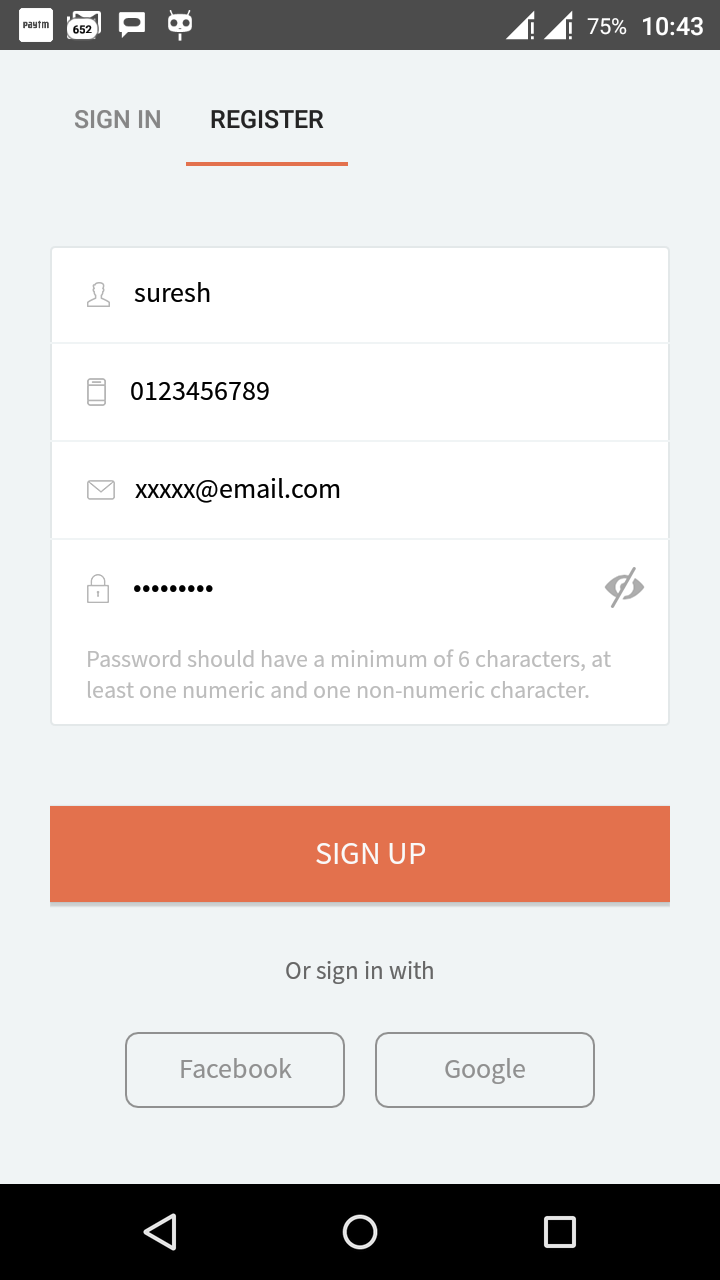 Paytm 652 75% 10:43
SIGN IN REGISTER
suresh
0123456789
xxxxx@email.com
•••••••••
Password should have a minimum of 6 characters, at
least one numeric and one non-numeric character.
SIGN UP
Or sign in with
Facebook Google